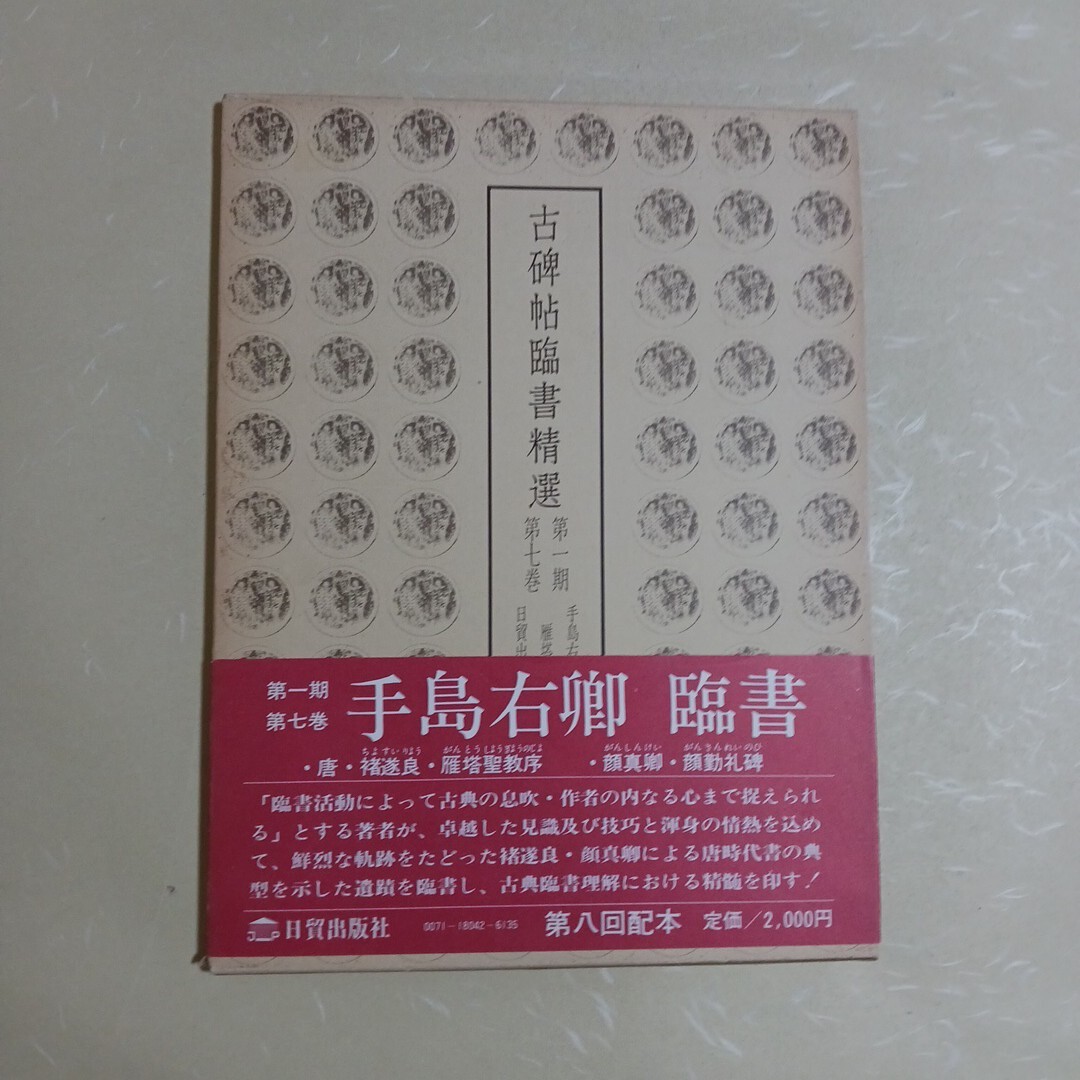 古碑帖臨書精選
第一期
第七巻
手島右
雁塔
日貿出
第一期
第七巻
手島右卿 臨書
ちよすいりよう がんとうしようぎようのじよ がんしんけい がんきんれいのひ
・唐・褚遂良・雁塔聖教序 ・顔真卿・顔勤礼碑
「臨書活動によって古典の息吹・作者の内なる心まで捉えられ
る」とする著者が、卓越した見識及び技巧と渾身の情熱を込め
て、鮮烈な軌跡をたどった褚遂良・顔真卿による唐時代書の典
型を示した遺蹟を臨書し、古典臨書理解における精髄を印す!
日貿出版社 0071-18042-6135 第八回配本 定価/2,000円